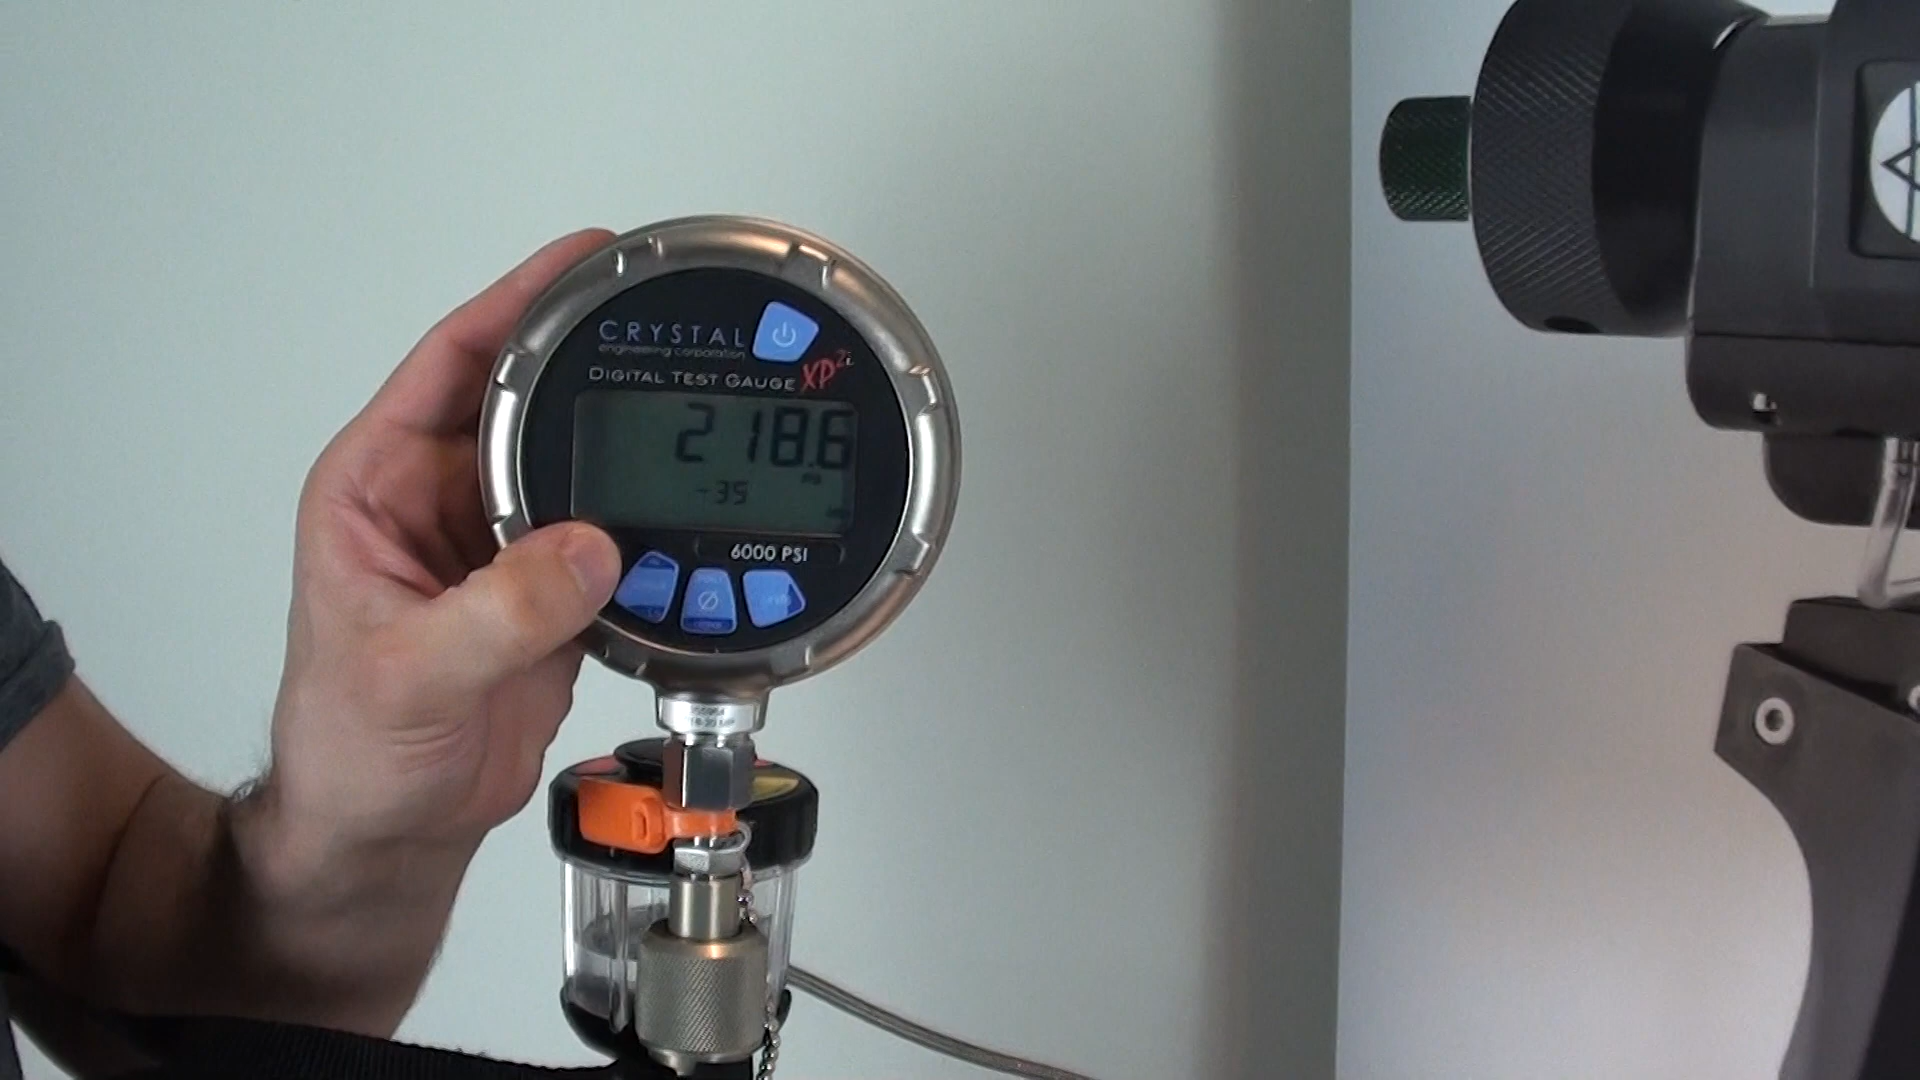 CRYSTAL
engineering corporation
DIGITAL TEST GAUGE XP2i
218.6
-35
6000 PSI